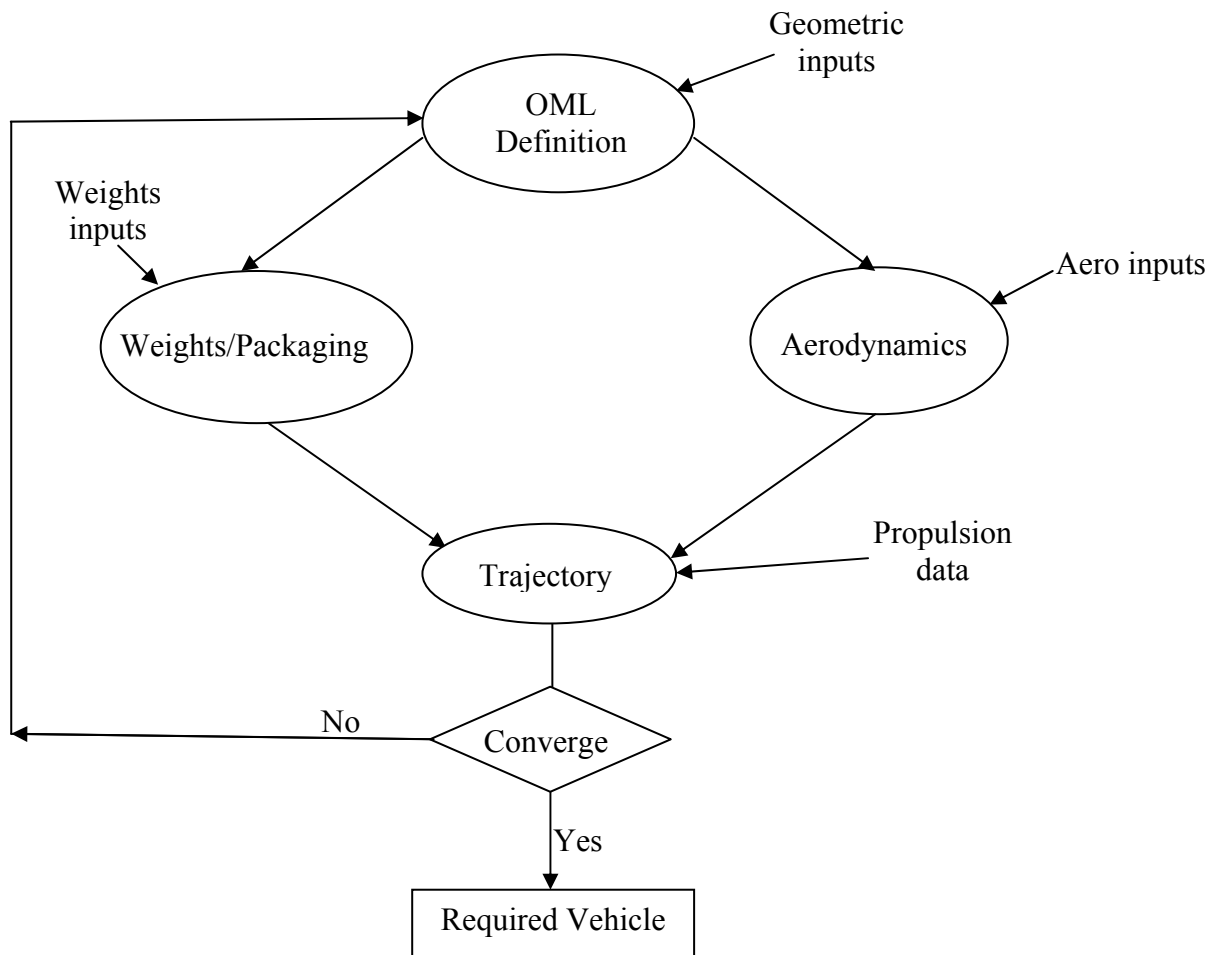 Geometric
inputs
OML
Definition
Weights
inputs
Aero inputs
Weights/Packaging
Aerodynamics
Propulsion
data
Trajectory
No
Converge
Yes
Required Vehicle